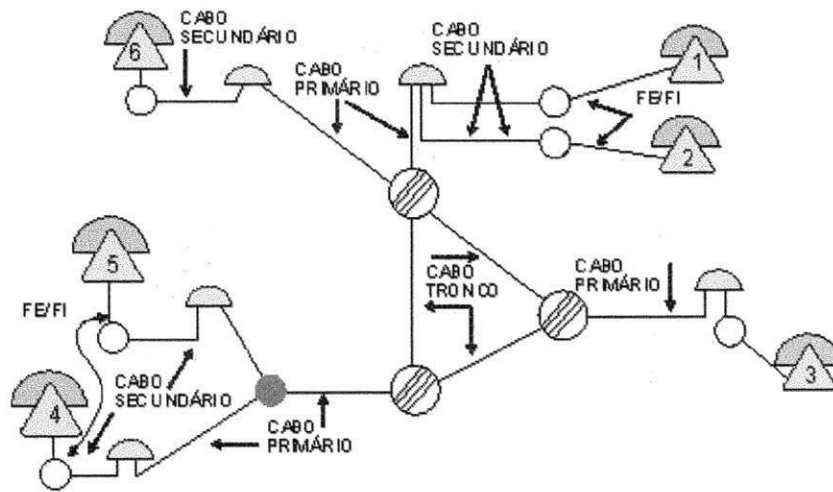 CABO
SECUNDÁRIO
6
CABO
PRIMÁRIO
CABO
SECUNDÁRIO
1
FE/FI
2
5
FE/FI
CABO
TRONCO
CABO
PRIMÁRIO
3
CABO
SECUNDÁRIO
4
CABO
PRIMÁRIO